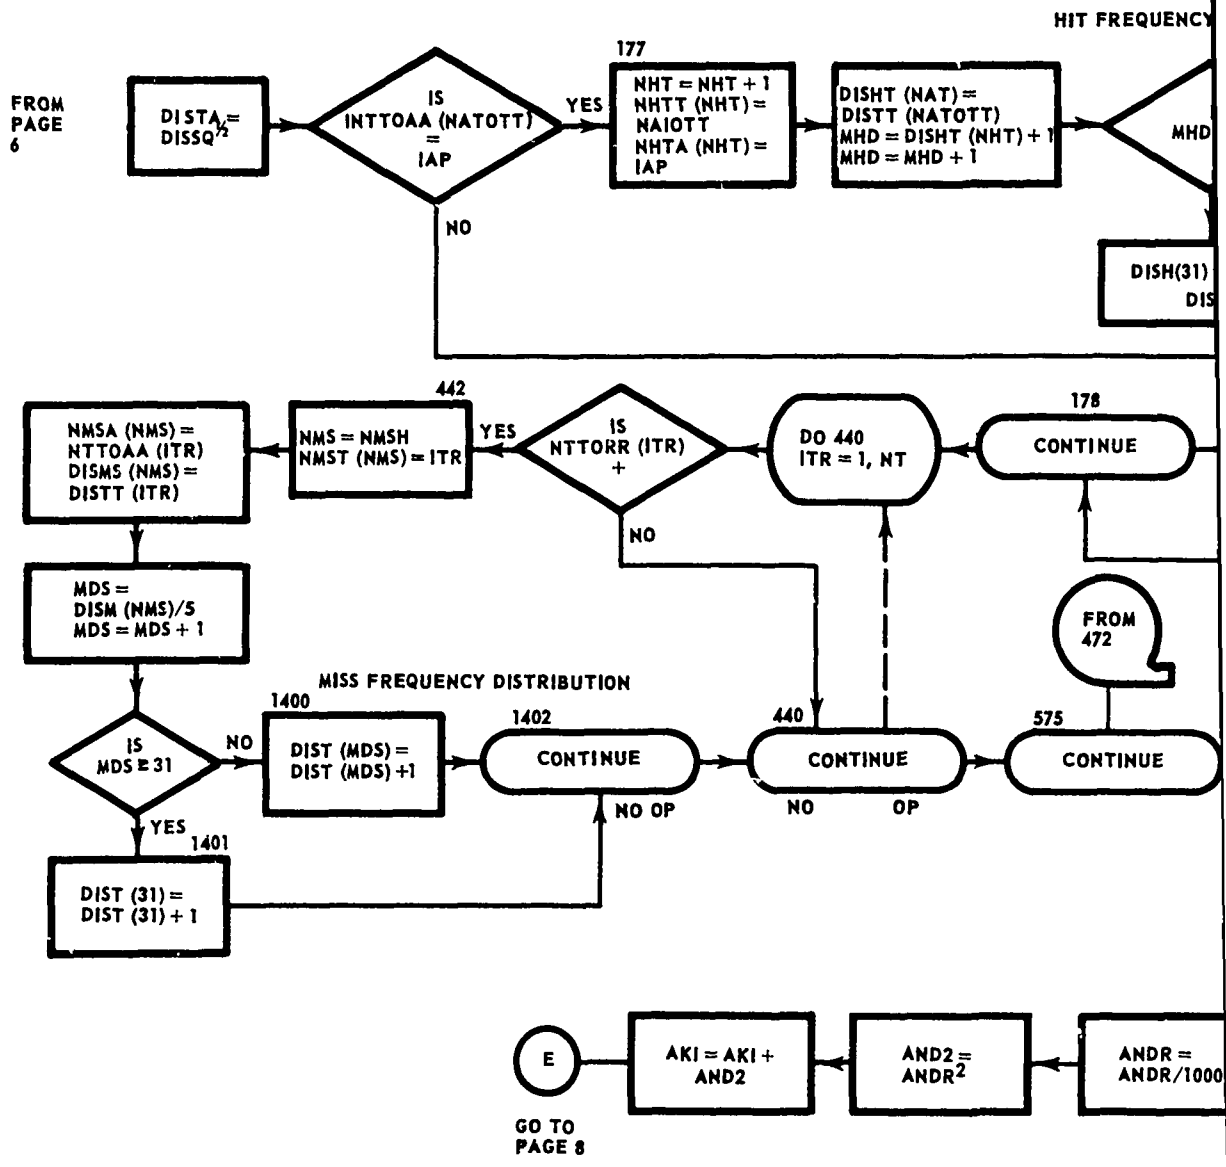 HIT FREQUENCY
FROM
PAGE
6
DISTA =
DISSQ^1/2
IS
INTTOAA (NATOTT)
=
IAP
YES
NO
177
NHT = NHT + 1
NHTT (NHT) =
NAIOTT
NHTA (NHT) =
IAP
DISHT (NAT) =
DISTT (NATOTT)
MHD = DISHT (NHT) + 1
MHD = MHD + 1
MHD
DISH(31)
DIS
178
CONTINUE
DO 440
ITR = 1, NT
IS
NTTORR (ITR)
+
YES
NO
442
NMS = NMSH
NMST (NMS) = ITR
NMSA (NMS) =
NTTOAA (ITR)
DISMS (NMS) =
DISTT (ITR)
MDS =
DISM (NMS)/5
MDS = MDS + 1
IS
MDS ≥ 31
NO
YES
MISS FREQUENCY DISTRIBUTION
1400
DIST (MDS) =
DIST (MDS) +1
1401
DIST (31) =
DIST (31) + 1
1402
CONTINUE
NO OP
440
CONTINUE
NO OP
FROM
472
575
CONTINUE
ANDR =
ANDR/1000
AND2 =
ANDR^2
AKI = AKI +
AND2
E
GO TO
PAGE 8